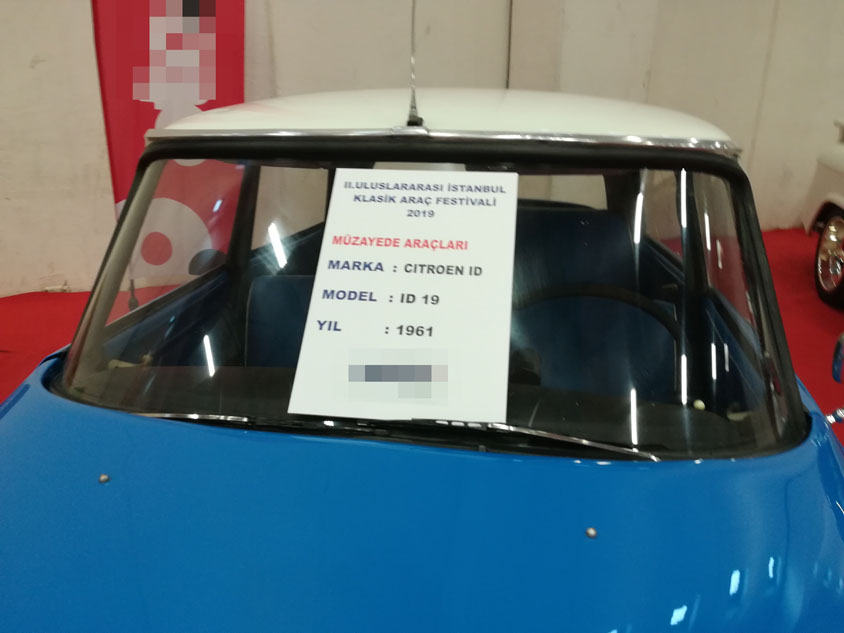 II.ULUSLARARASI İSTANBUL
KLASİK ARAÇ FESTİVALİ
2019
MÜZAYEDE ARAÇLARI
MARKA : CITROEN ID
MODEL : ID 19
YIL : 1961